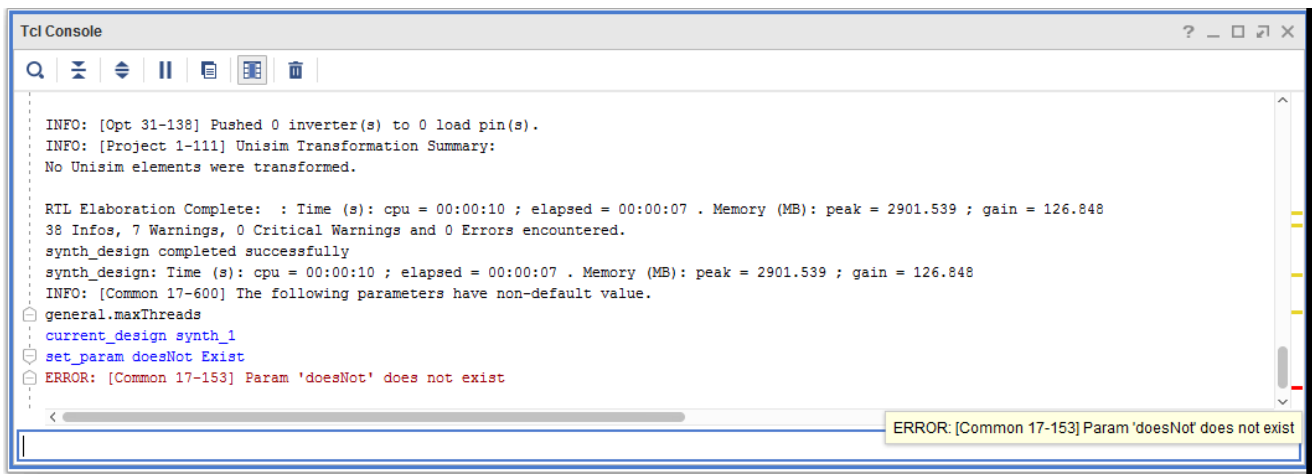 Tcl Console
INFO: [Opt 31-138] Pushed 0 inverter(s) to 0 load pin(s).
INFO: [Project 1-111] Unisim Transformation Summary:
No Unisim elements were transformed.
RTL Elaboration Complete:  : Time (s): cpu = 00:00:10 ; elapsed = 00:00:07 . Memory (MB): peak = 2901.539 ; gain = 126.848
38 Infos, 7 Warnings, 0 Critical Warnings and 0 Errors encountered.
synth_design completed successfully
synth_design: Time (s): cpu = 00:00:10 ; elapsed = 00:00:07 . Memory (MB): peak = 2901.539 ; gain = 126.848
INFO: [Common 17-600] The following parameters have non-default value.
general.maxThreads
current_design synth_1
set_param doesNot Exist
ERROR: [Common 17-153] Param 'doesNot' does not exist
ERROR: [Common 17-153] Param 'doesNot' does not exist